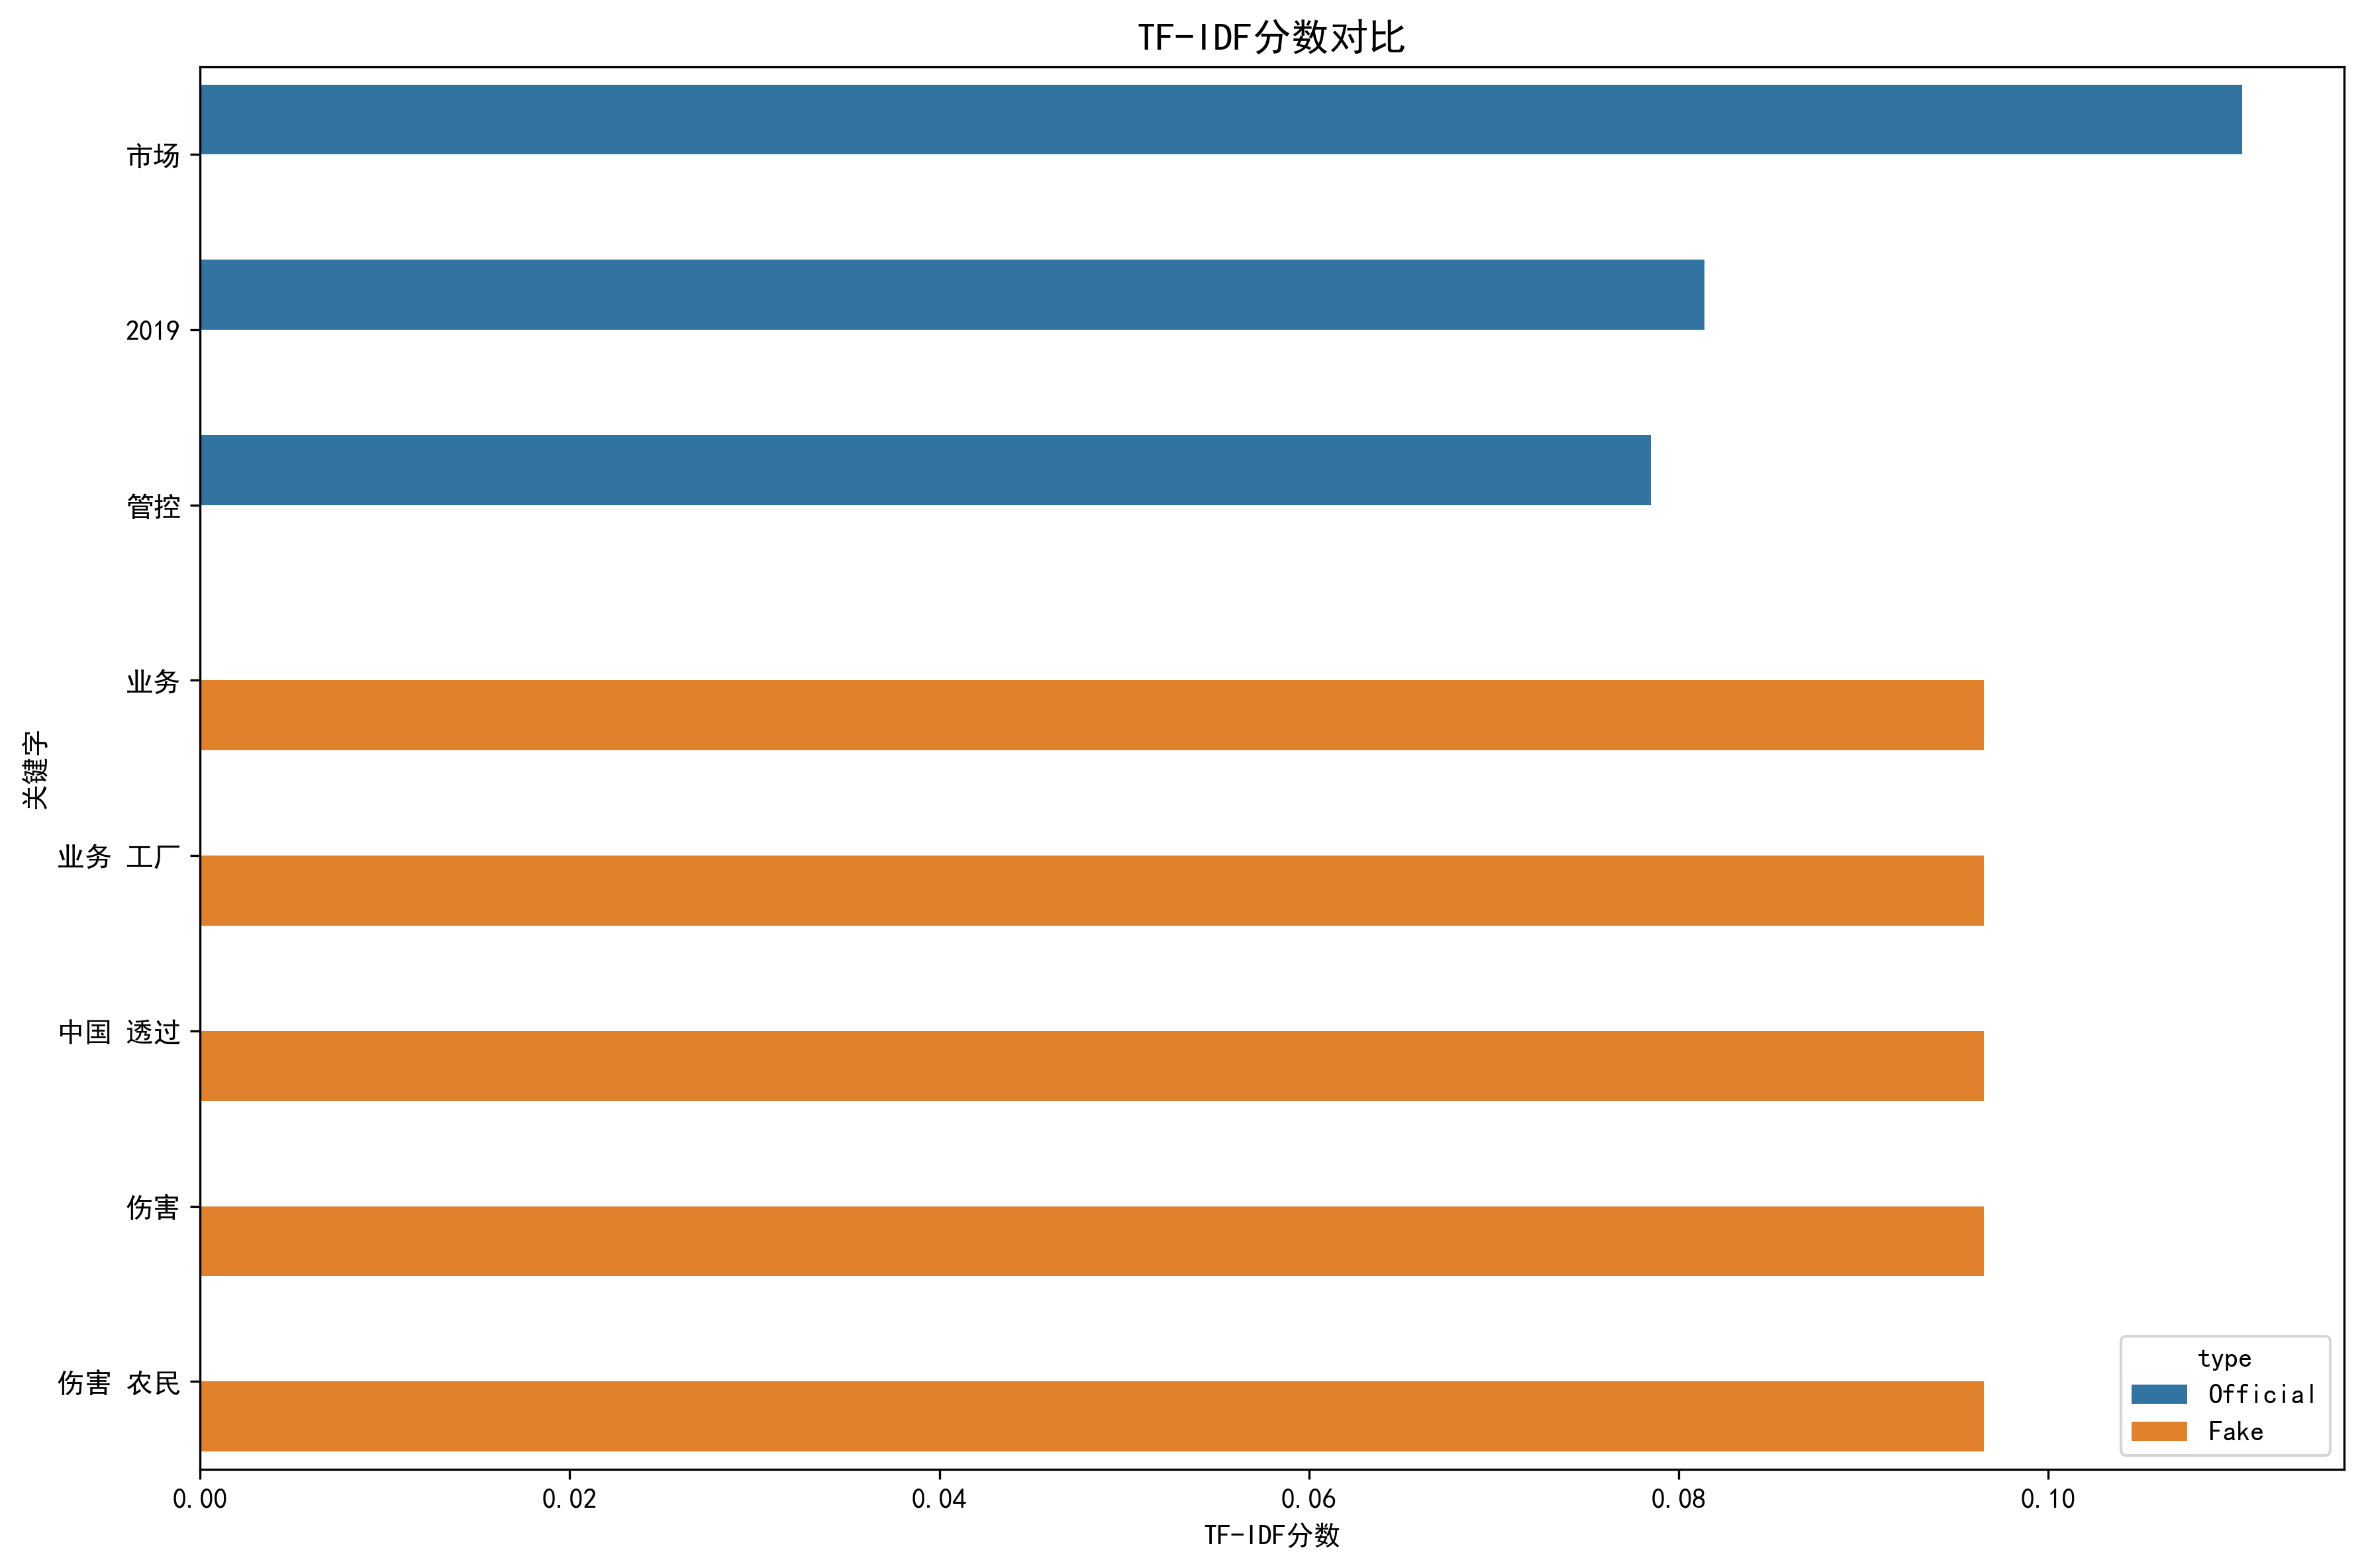 TF-IDF分数对比
市场
2019
管控
业务
业务 工厂
中国 透过
伤害
伤害 农民
关键字
0.00 0.02 0.04 0.06 0.08 0.10
TF-IDF分数
type
Official
Fake